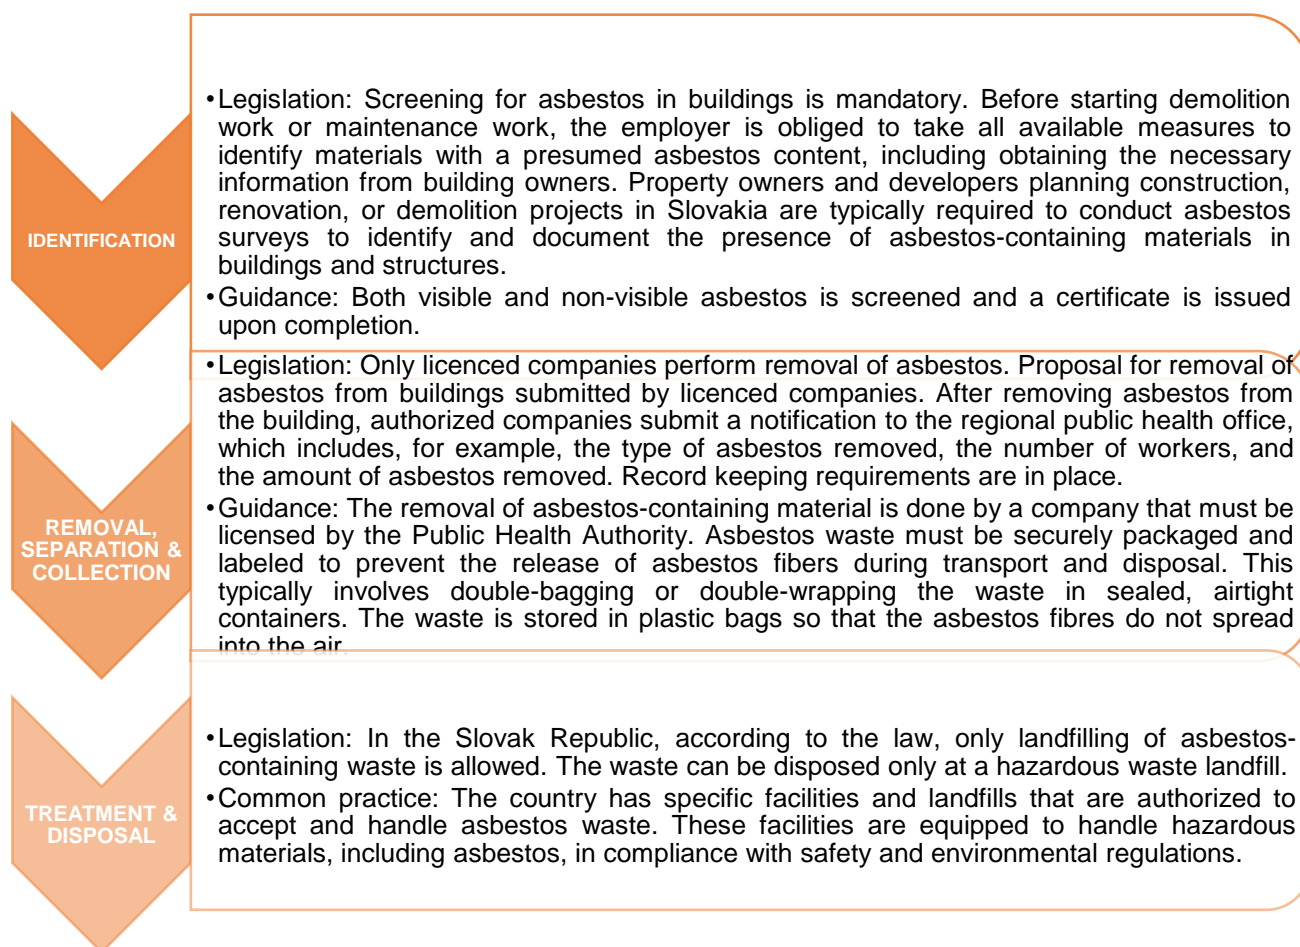 IDENTIFICATION
•Legislation: Screening for asbestos in buildings is mandatory. Before starting demolition
work or maintenance work, the employer is obliged to take all available measures to
identify materials with a presumed asbestos content, including obtaining the necessary
information from building owners. Property owners and developers planning construction,
renovation, or demolition projects in Slovakia are typically required to conduct asbestos
surveys to identify and document the presence of asbestos-containing materials in
buildings and structures.
•Guidance: Both visible and non-visible asbestos is screened and a certificate is issued
upon completion.
REMOVAL,
SEPARATION &
COLLECTION
•Legislation: Only licenced companies perform removal of asbestos. Proposal for removal of
asbestos from buildings submitted by licenced companies. After removing asbestos from
the building, authorized companies submit a notification to the regional public health office,
which includes, for example, the type of asbestos removed, the number of workers, and
the amount of asbestos removed. Record keeping requirements are in place.
•Guidance: The removal of asbestos-containing material is done by a company that must be
licensed by the Public Health Authority. Asbestos waste must be securely packaged and
labeled to prevent the release of asbestos fibers during transport and disposal. This
typically involves double-bagging or double-wrapping the waste in sealed, airtight
containers. The waste is stored in plastic bags so that the asbestos fibres do not spread
into the air.
TREATMENT &
DISPOSAL
•Legislation: In the Slovak Republic, according to the law, only landfilling of asbestos-
containing waste is allowed. The waste can be disposed only at a hazardous waste landfill.
•Common practice: The country has specific facilities and landfills that are authorized to
accept and handle asbestos waste. These facilities are equipped to handle hazardous
materials, including asbestos, in compliance with safety and environmental regulations.